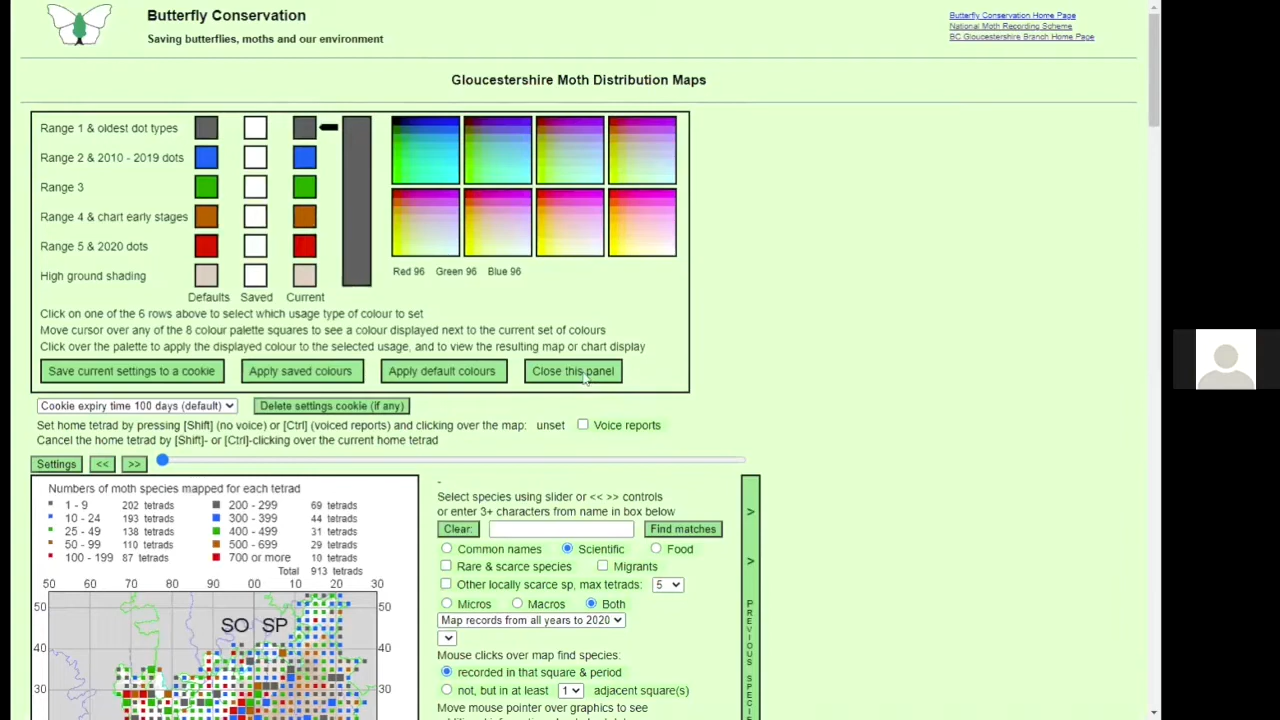 Butterfly Conservation
Saving butterflies, moths and our enviroment
Butterfly Conservation Home Page
National Moth Recording Scheme
BC Gloucestershire Branch Home Page
Gloucestershire Moth Distribution Maps
Range 1 & oldest dot types
Range 2 & 2010 - 2019 dots
Range 3
Range 4 & chart early stages
Range 5 & 2020 dots
High ground shading
Defaults Saved Current
Red 96 Green 96 Blue 96
Click on one of the 6 rows above to select which usage type of colour to set
Move cursor over any of the 8 colour palette squares to see a colour displayed next to the current set of colours
Click over the palette to apply the displayed colour to the selected usage, and to view the resulting map or chart display
Save current settings to a cookie Apply saved colours Apply default colours Close this panel
Cookie expiry time 100 days (default) Delete settings cookie (if any)
Set home tetrad by pressing [Shift] (no voice) or [Ctrl] (voiced reports) and clicking over the map: unset Voice reports
Cancel the home tetrad by [Shift]- or [Ctrl]-clicking over the current home tetrad
Settings << >>
Numbers of moth species mapped for each tetrad
1 - 9 202 tetrads 200 - 299 69 tetrads
10 - 24 193 tetrads 300 - 399 44 tetrads
25 - 49 138 tetrads 400 - 499 31 tetrads
50 - 99 110 tetrads 500 - 699 29 tetrads
100 - 199 87 tetrads 700 or more 10 tetrads
Total 913 tetrads
50 60 70 80 90 00 10 20 30
50 50
SO SP
40 40
30 30
-
Select species using slider or << >> controls
or enter 3+ characters from name in box below
Clear: Find matches
Common names Scientific Food
Rare & scarce species Migrants
Other locally scarce sp, max tetrads: 5
Micros Macros Both
Map records from all years to 2020
Mouse clicks over map find species:
recorded in that square & period
not, but in at least 1 adjacent square(s)
Move mouse pointer over graphics to see
>
>
PREVIOUS SPECIE